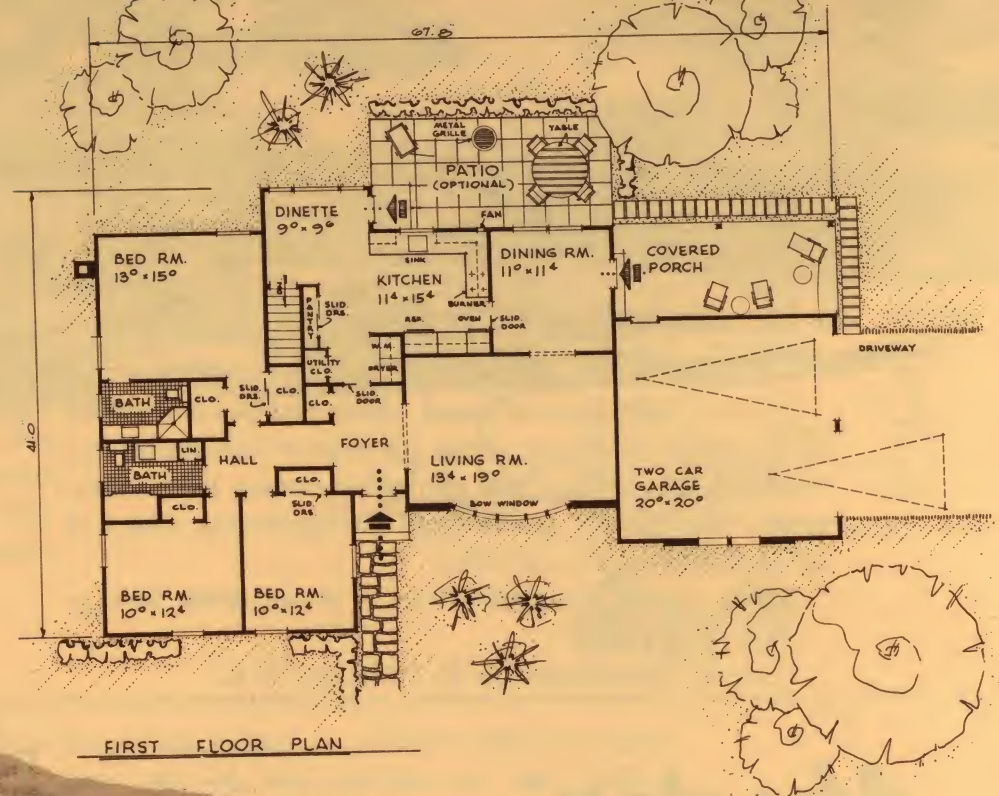 67.8
METAL
GRILLE
TABLE
PATIO
(OPTIONAL)
FAN
DINETTE
9⁰ x 9⁶
BED RM.
13⁰ x 15⁰
SINK
KITCHEN
11⁴ x 15⁴
BURNER
DINING RM.
11⁰ x 11⁴
COVERED
PORCH
PANTRY
SLID.
DRS.
REF.
OVEN
SLID.
DOOR
DRIVEWAY
W.M.
DRYER
UTILITY
CLO.
SLID.
DOOR
BATH
CLO.
SLID.
DRS.
CLO.
CLO.
41.0
LIN.
HALL
FOYER
BATH
CLO.
CLO.
SLID.
DRS.
LIVING RM.
13⁴ x 19⁰
BOW WINDOW
TWO CAR
GARAGE
20⁰ x 20⁰
BED RM.
10⁰ x 12⁴
BED RM.
10⁰ x 12⁴
FIRST FLOOR PLAN